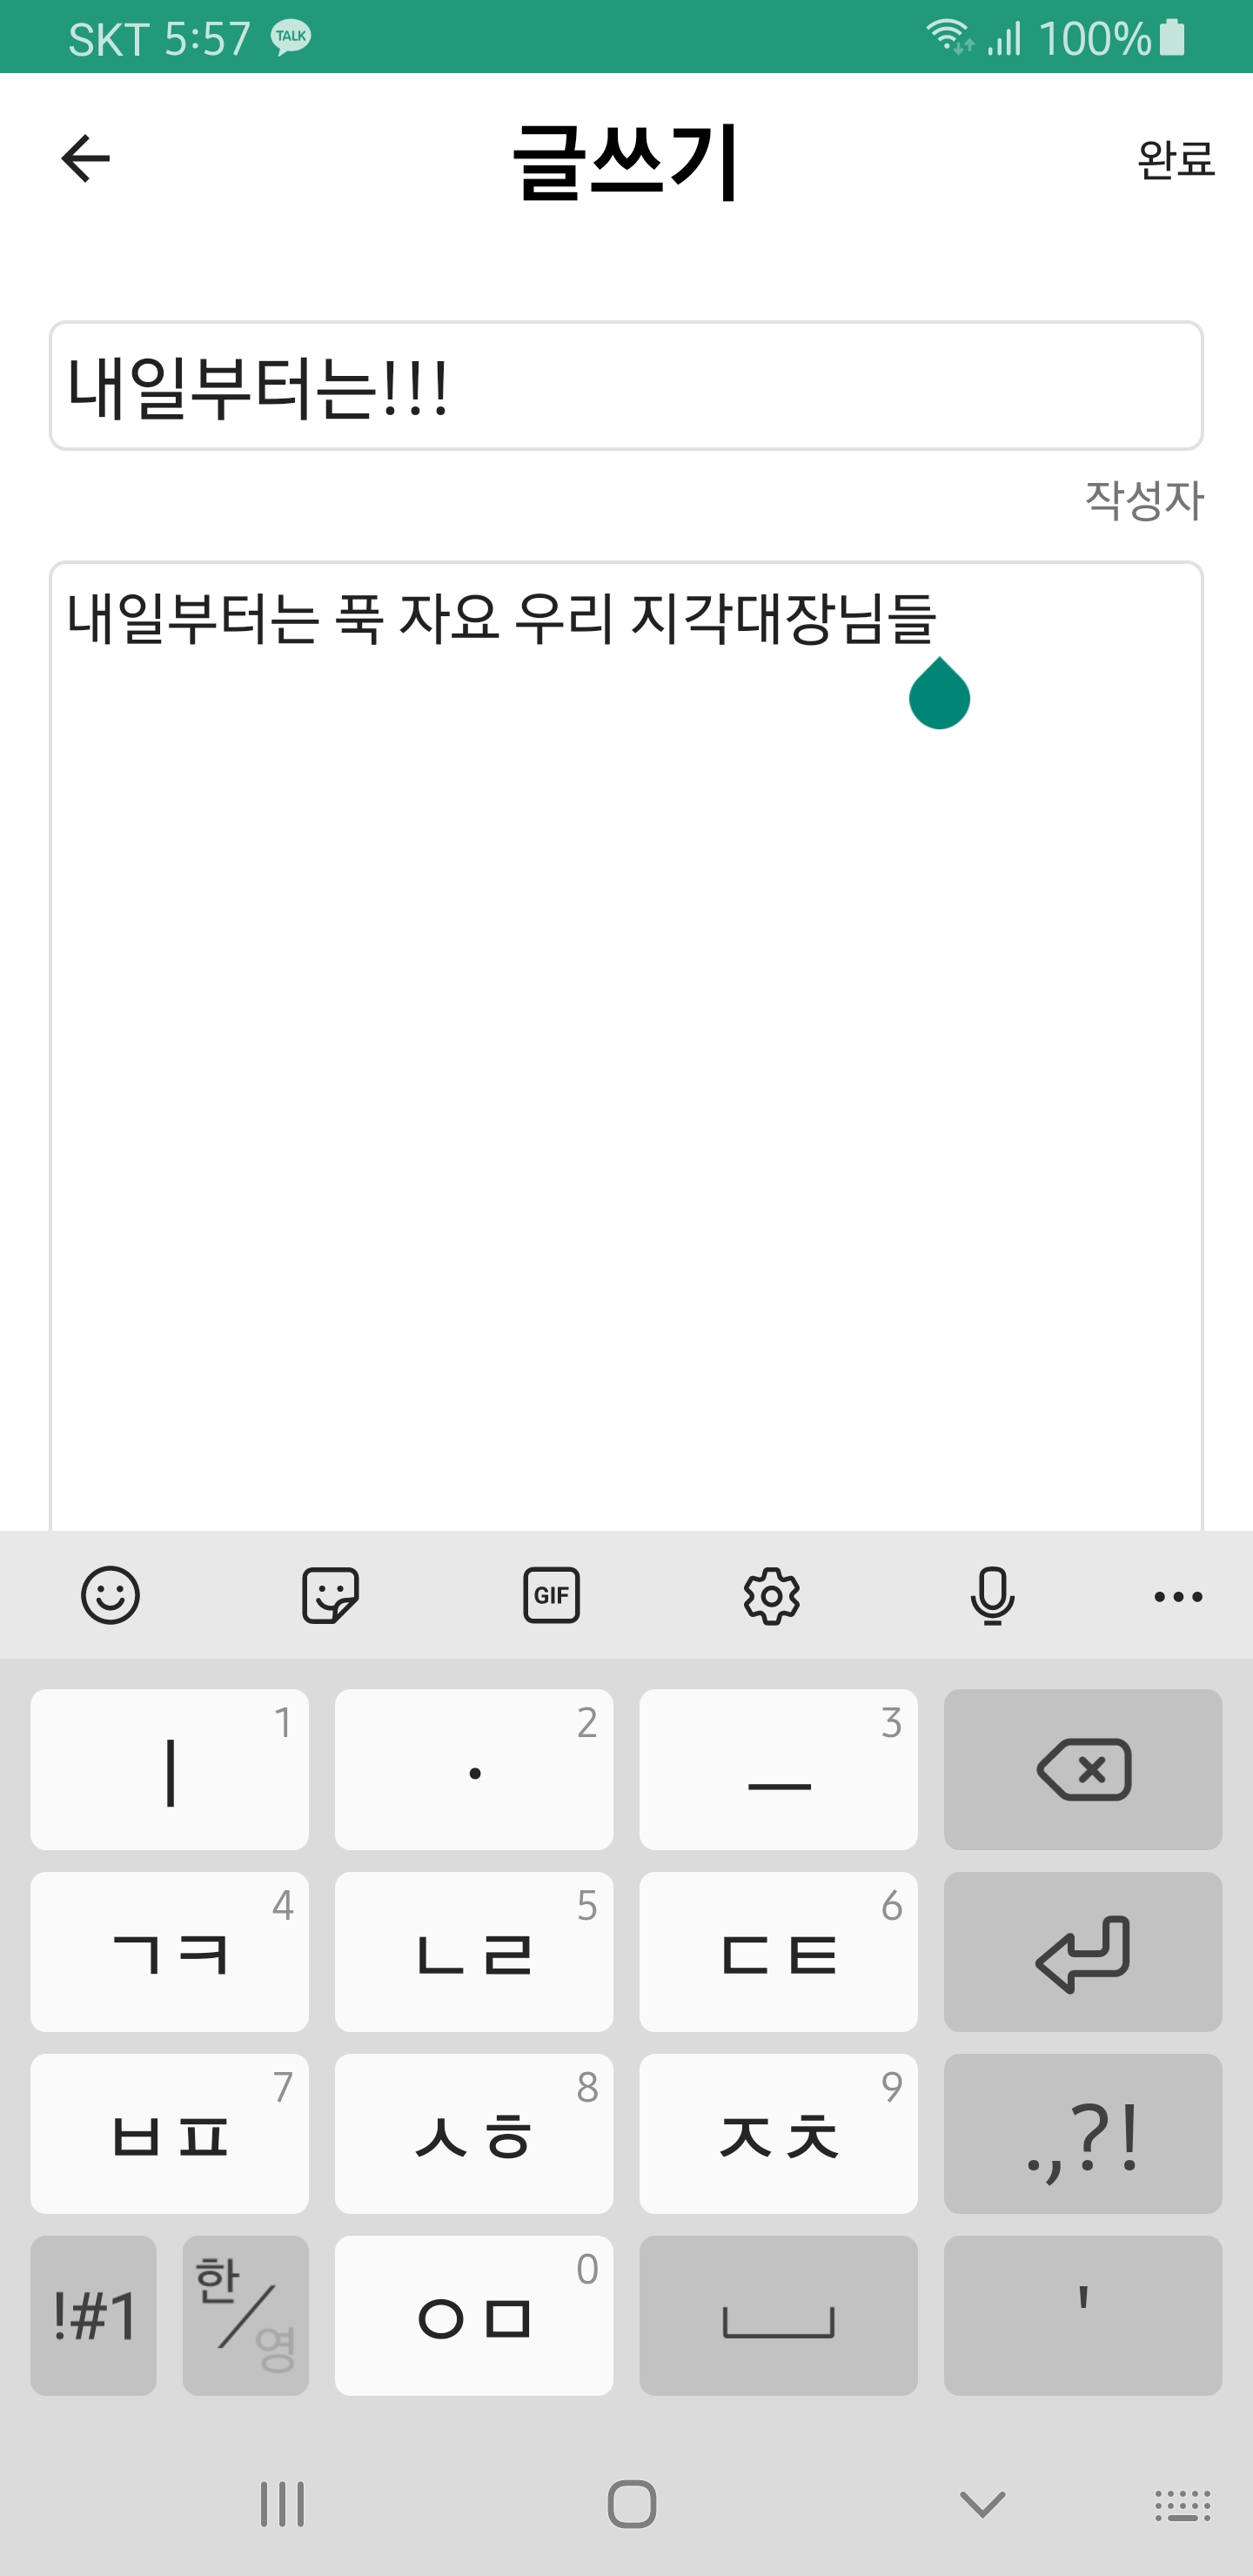 SKT 5:57 TALK 100%
글쓰기
완료
내일부터는!!!
작성자
내일부터는 푹 자요 우리 지각대장님들
GIF
ㅣ 1 · 2 ㅡ 3
ㄱㅋ 4 ㄴㄹ 5 ㄷㅌ 6
ㅂㅍ 7 ㅅㅎ 8 ㅈㅊ 9 .,?!
!#1 한/영 ㅇㅁ 0 '